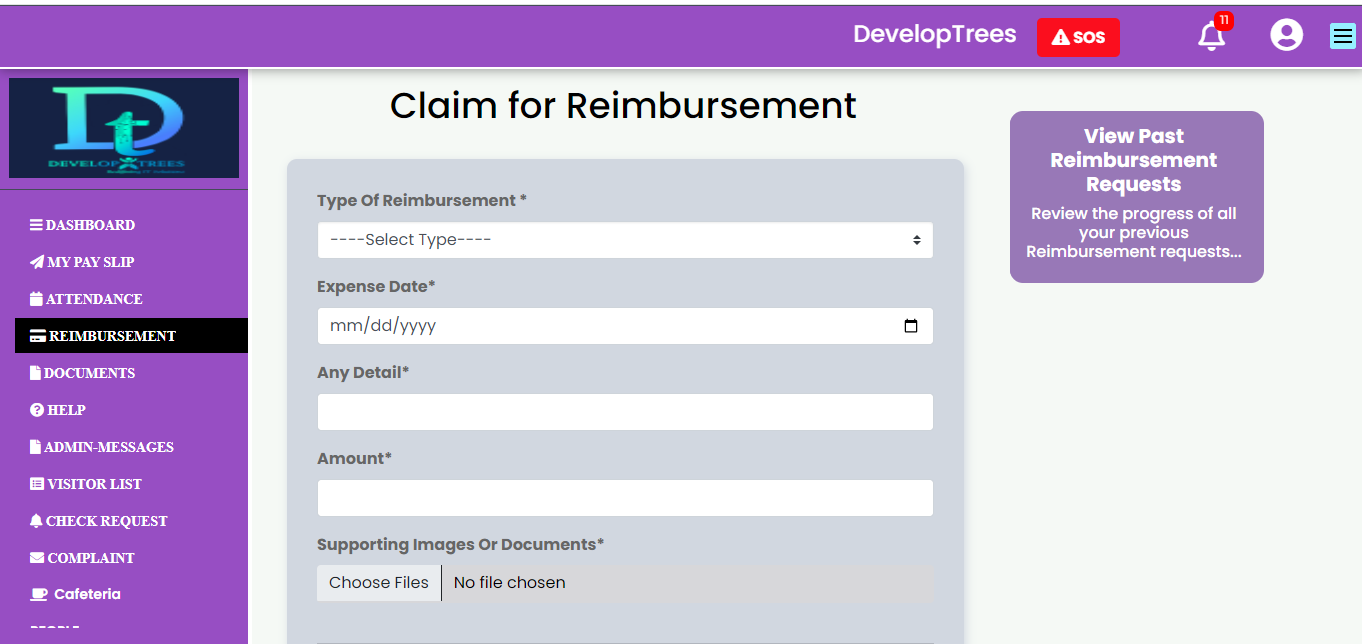 DevelopTrees
SOS
11
Dt
DEVELOP TREES
DASHBOARD
MY PAY SLIP
ATTENDANCE
REIMBURSEMENT
DOCUMENTS
HELP
ADMIN-MESSAGES
VISITOR LIST
CHECK REQUEST
COMPLAINT
Cafeteria
Claim for Reimbursement
Type Of Reimbursement *
----Select Type----
Expense Date*
mm/dd/yyyy
Any Detail*
Amount*
Supporting Images Or Documents*
Choose Files No file chosen
View Past
Reimbursement
Requests
Review the progress of all
your previous
Reimbursement requests...